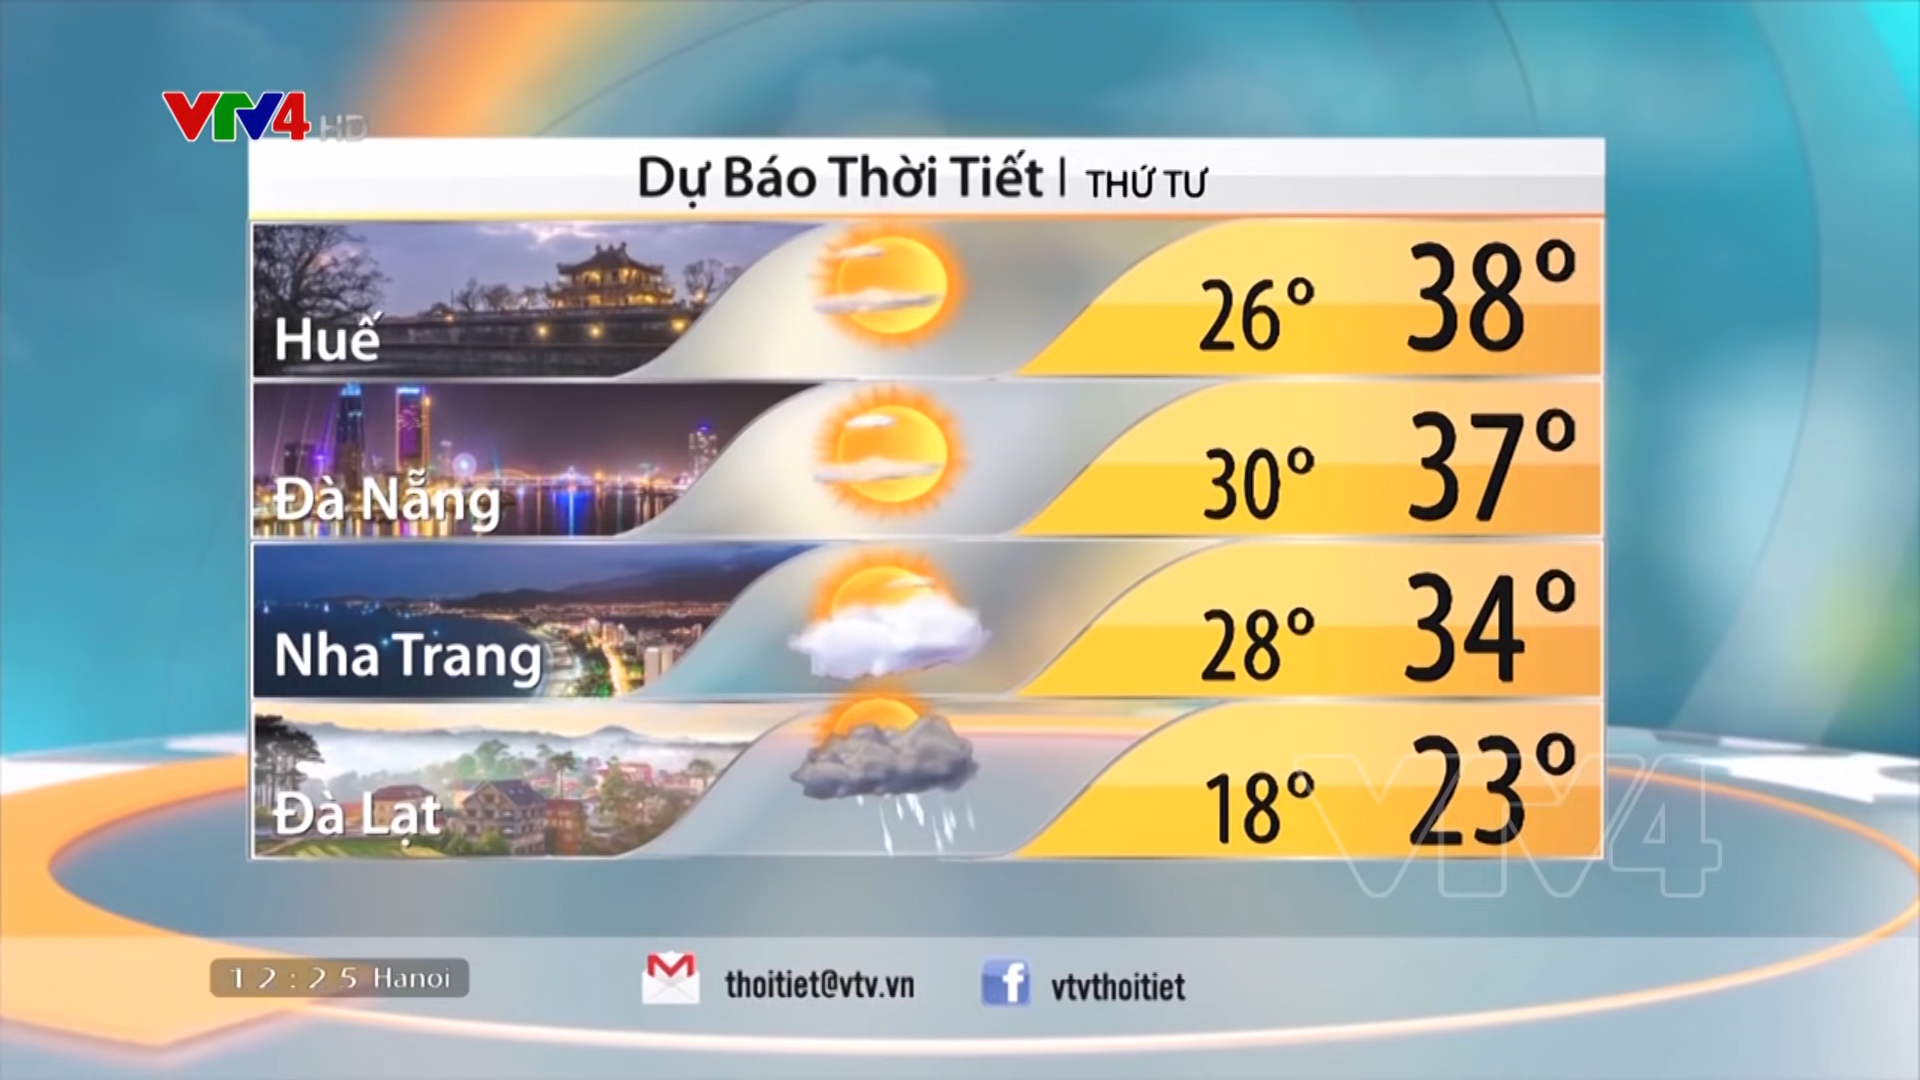 VTV4 HD
Dự Báo Thời Tiết | THỨ TƯ
Huế 26° 38°
Đà Nẵng 30° 37°
Nha Trang 28° 34°
Đà Lạt 18° 23°
VTV4
12:25 Hanoi thoitiet@vtv.vn f vtvthoitiet